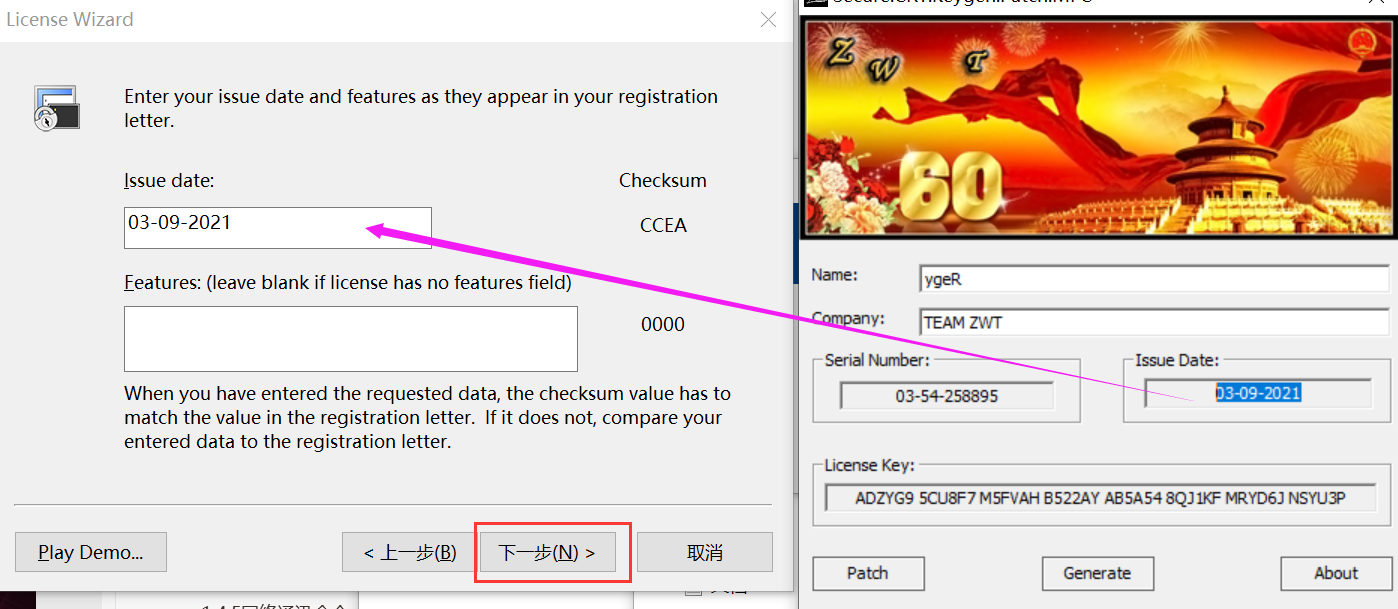 License Wizard
Enter your issue date and features as they appear in your registration
letter.
Issue date:
Checksum
03-09-2021
CCEA
Features: (leave blank if license has no features field)
0000
When you have entered the requested data, the checksum value has to
match the value in the registration letter. If it does not, compare your
entered data to the registration letter.
Play Demo...
< 上一步(B)
下一步(N) >
取消
Z W T
60
Name:
ygeR
Company:
TEAM ZWT
Serial Number:
03-54-258895
Issue Date:
03-09-2021
License Key:
ADZYG9 5CU8F7 M5FVAH B522AY AB5A54 8QJ1KF MRYD6J NSYU3P
Patch
Generate
About